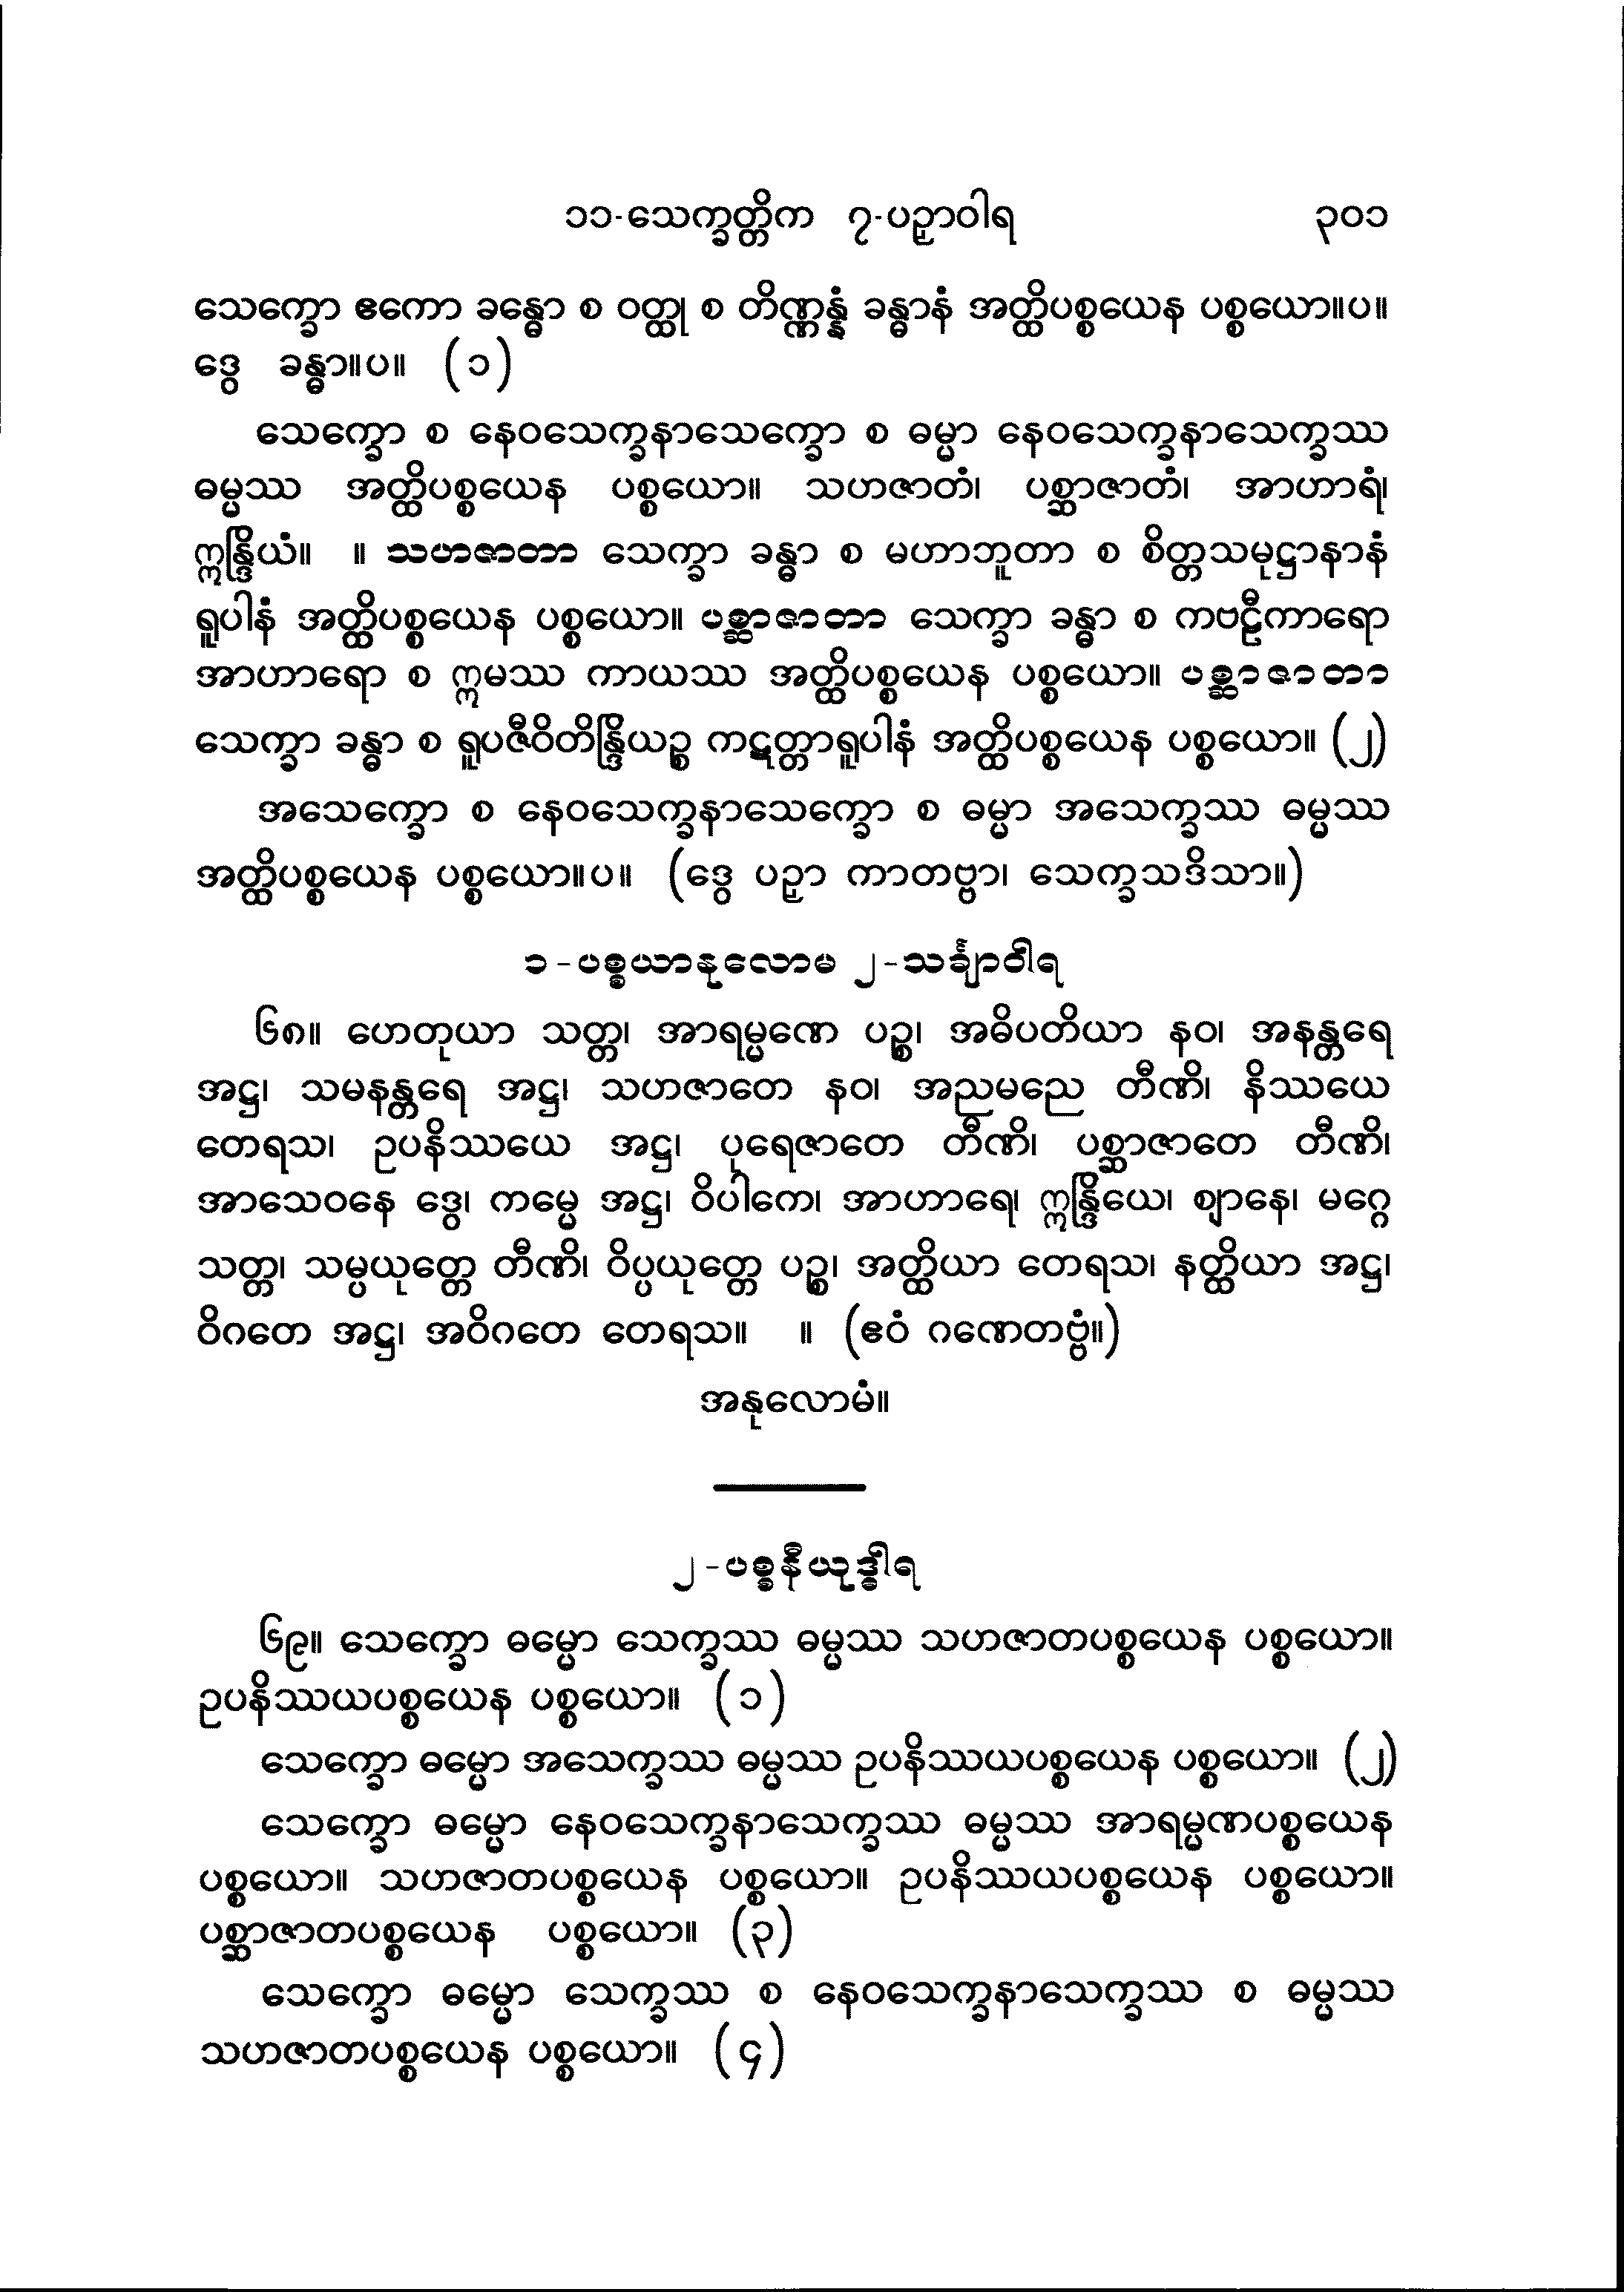 ၁၁-သေက္ခတ္တိက ၇-ပဉှာဝါရ ၃၀၁
သေက္ခော ဧကော ခန္ဓော စ ဝတ္ထု စ တိဏ္ဏန္နံ ခန္ဓာနံ အတ္ထိပစ္စယေန ပစ္စယော။ပ။
ဒွေ ခန္ဓာ။ပ။ (၁)
သေက္ခော စ နေဝသေက္ခနာသေက္ခော စ ဓမ္မာ နေဝသေက္ခနာသေက္ခဿ
ဓမ္မဿ အတ္ထိပစ္စယေန ပစ္စယော။ သဟဇာတံ၊ ပစ္ဆာဇာတံ၊ အာဟာရံ၊
ဣန္ဒြိယံ။ ။ သဟဇာတာ သေက္ခာ ခန္ဓာ စ မဟာဘူတာ စ စိတ္တသမုဋ္ဌာနာနံ
ရူပါနံ အတ္ထိပစ္စယေန ပစ္စယော။ ပစ္ဆာဇာတာ သေက္ခာ ခန္ဓာ စ ကဗဠီကာရော
အာဟာရော စ ဣမဿ ကာယဿ အတ္ထိပစ္စယေန ပစ္စယော။ ပစ္ဆာဇာတာ
သေက္ခာ ခန္ဓာ စ ရူပဇီဝိတိန္ဒြိယဉ္စ ကဋတ္တာရူပါနံ အတ္ထိပစ္စယေန ပစ္စယော။ (၂)
အသေက္ခော စ နေဝသေက္ခနာသေက္ခော စ ဓမ္မာ အသေက္ခဿ ဓမ္မဿ
အတ္ထိပစ္စယေန ပစ္စယော။ပ။ (ဒွေ ပဉှာ ကာတဗ္ဗာ၊ သေက္ခသဒိသာ။)
၁-ပစ္စယာနုလောမ ၂-သင်္ချာဝါရ
၆၈။ ဟေတုယာ သတ္တ၊ အာရမ္မဏေ ပဉ္စ၊ အဓိပတိယာ နဝ၊ အနန္တရေ
အဋ္ဌ၊ သမနန္တရေ အဋ္ဌ၊ သဟဇာတေ နဝ၊ အညမညေ တီဏိ၊ နိဿယေ
တေရသ၊ ဥပနိဿယေ အဋ္ဌ၊ ပုရေဇာတေ တီဏိ၊ ပစ္ဆာဇာတေ တီဏိ၊
အာသေဝနေ ဒွေ၊ ကမ္မေ အဋ္ဌ၊ ဝိပါကေ၊ အာဟာရေ၊ ဣန္ဒြိယေ၊ ဈာနေ၊ မဂ္ဂေ
သတ္တ၊ သမ္ပယုတ္တေ တီဏိ၊ ဝိပ္ပယုတ္တေ ပဉ္စ၊ အတ္ထိယာ တေရသ၊ နတ္ထိယာ အဋ္ဌ၊
ဝိဂတေ အဋ္ဌ၊ အဝိဂတေ တေရသ။ ။ (ဧဝံ ဂဏေတဗ္ဗံ။)
အနုလောမံ။
၂-ပစ္စနီယုဒ္ဓါရ
၆၉။ သေက္ခော ဓမ္မော သေက္ခဿ ဓမ္မဿ သဟဇာတပစ္စယေန ပစ္စယော။
ဥပနိဿယပစ္စယေန ပစ္စယော။ (၁)
သေက္ခော ဓမ္မော အသေက္ခဿ ဓမ္မဿ ဥပနိဿယပစ္စယေန ပစ္စယော။ (၂)
သေက္ခော ဓမ္မော နေဝသေက္ခနာသေက္ခဿ ဓမ္မဿ အာရမ္မဏပစ္စယေန
ပစ္စယော။ သဟဇာတပစ္စယေန ပစ္စယော။ ဥပနိဿယပစ္စယေန ပစ္စယော။
ပစ္ဆာဇာတပစ္စယေန ပစ္စယော။ (၃)
သေက္ခော ဓမ္မော သေက္ခဿ စ နေဝသေက္ခနာသေက္ခဿ စ ဓမ္မဿ
သဟဇာတပစ္စယေန ပစ္စယော။ (၄)